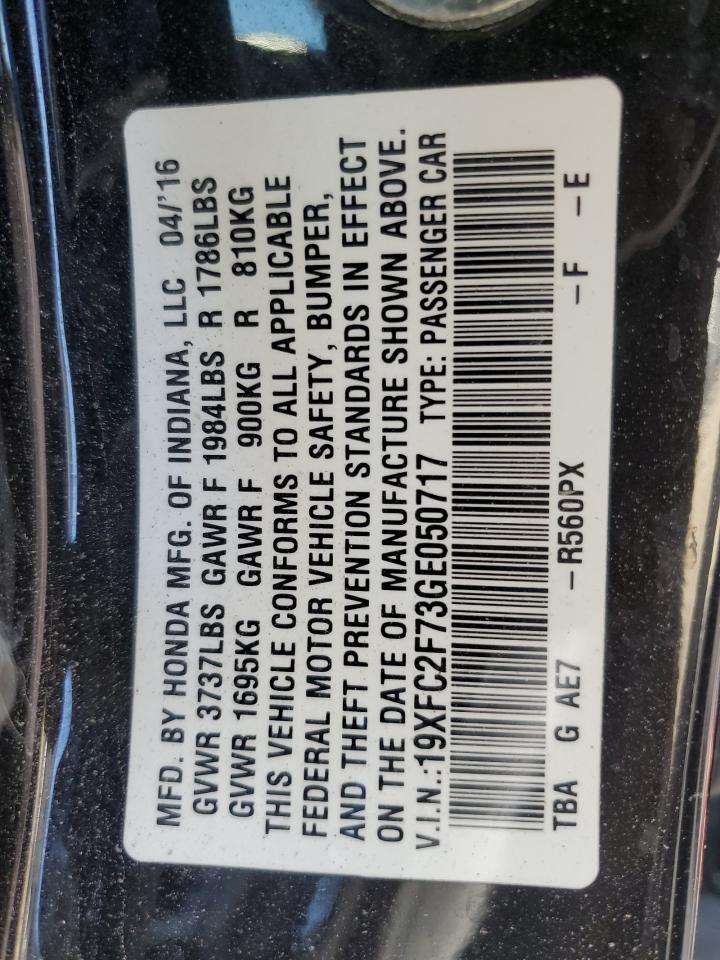 MFD. BY HONDA MFG. OF INDIANA, LLC 04/'16
GVWR 3737LBS GAWR F 1984LBS R 1786LBS
GVWR 1695KG GAWR F 900KG R 810KG
THIS VEHICLE CONFORMS TO ALL APPLICABLE
FEDERAL MOTOR VEHICLE SAFETY, BUMPER,
AND THEFT PREVENTION STANDARDS IN EFFECT
ON THE DATE OF MANUFACTURE SHOWN ABOVE.
V.I.N.:19XFC2F73GE050717 TYPE: PASSENGER CAR
TBA G AE7 –R560PX –F –E